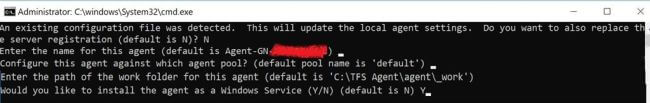 Administrator: C:\windows\System32\cmd.exe
An existing configuration file was detected.  This will update the local agent settings.  Do you want to also replace th
e server registration (default is N)? N
Enter the name for this agent (default is Agent-GN-        ) _
Configure this agent against which agent pool? (default pool name is 'default') _
Enter the path of the work folder for this agent (default is 'C:\TFS Agent\agent\_work')
Would you like to install the agent as a Windows Service (Y/N) (default is N) Y_